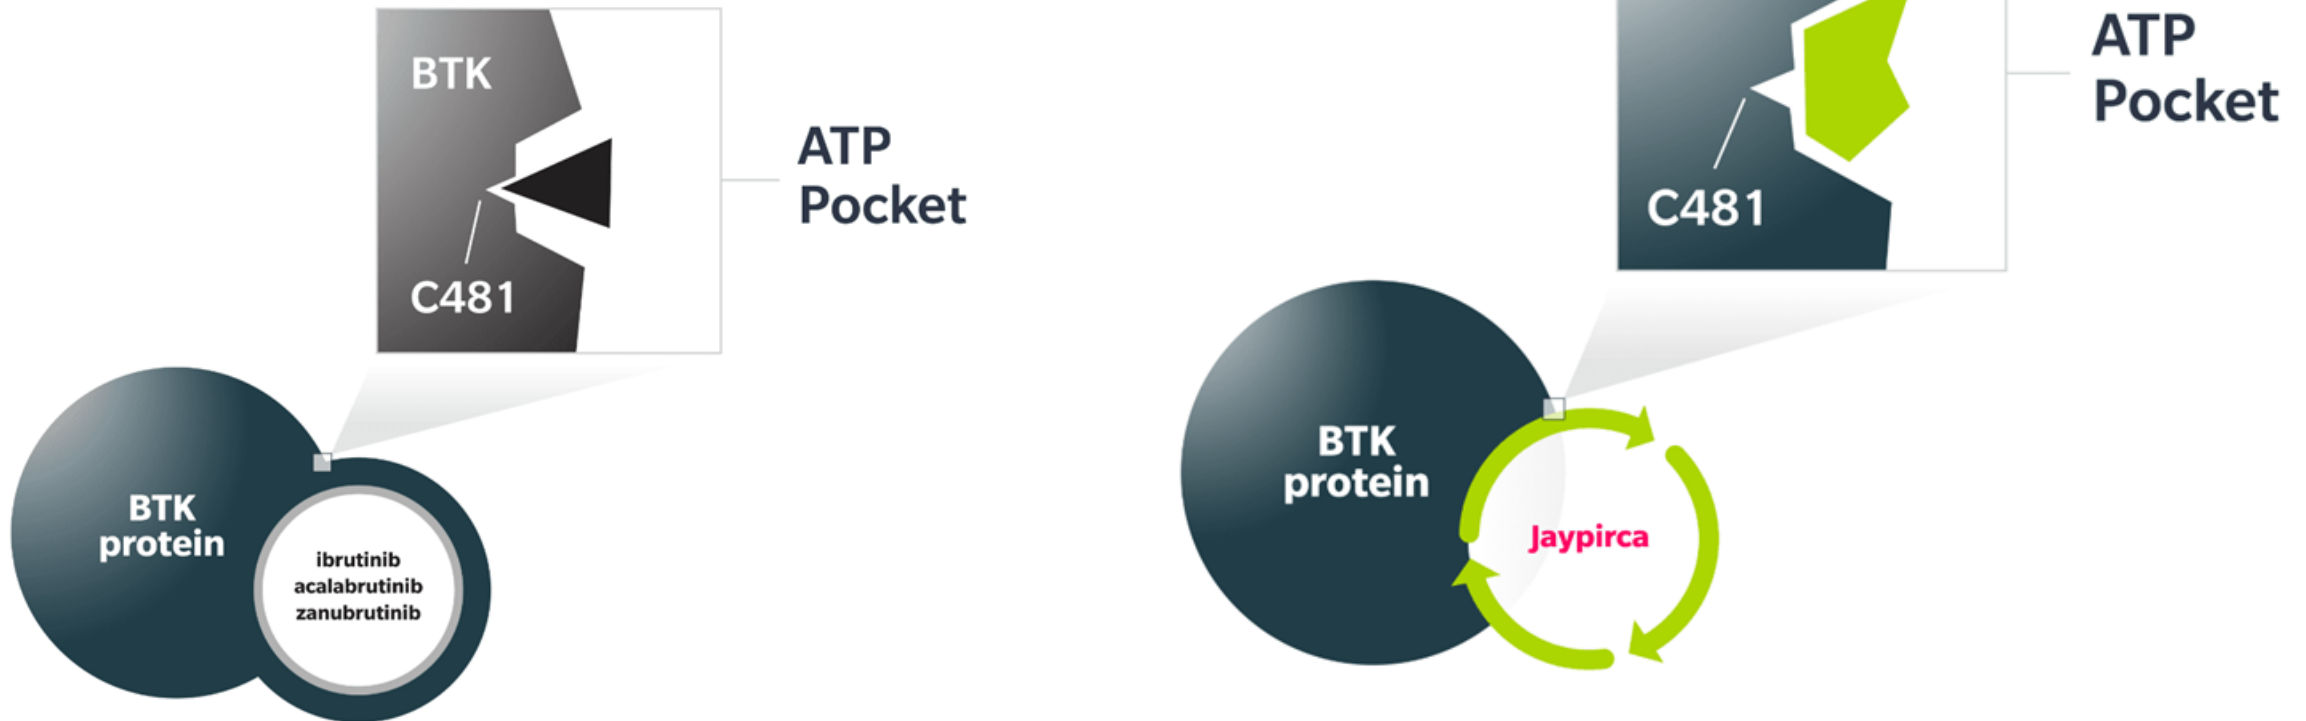 BTK
C481
ATP
Pocket
BTK
protein
ibrutinib
acalabrutinib
zanubrutinib
ATP
Pocket
C481
BTK
protein
Jaypirca